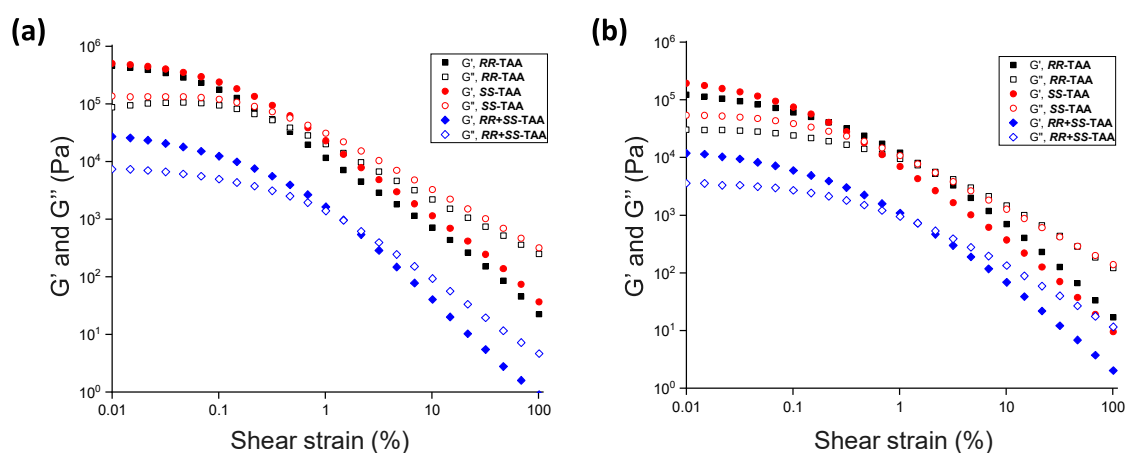 (a)
10⁶
10⁵
10⁴
10³
10²
10¹
10⁰
G' and G'' (Pa)
0.01
0.1
1
10
100
Shear strain (%)
G', RR-TAA
G'', RR-TAA
G', SS-TAA
G'', SS-TAA
G', RR+SS-TAA
G'', RR+SS-TAA
(b)
10⁶
10⁵
10⁴
10³
10²
10¹
10⁰
G' and G'' (Pa)
0.01
0.1
1
10
100
Shear strain (%)
G', RR-TAA
G'', RR-TAA
G', SS-TAA
G'', SS-TAA
G', RR+SS-TAA
G'', RR+SS-TAA